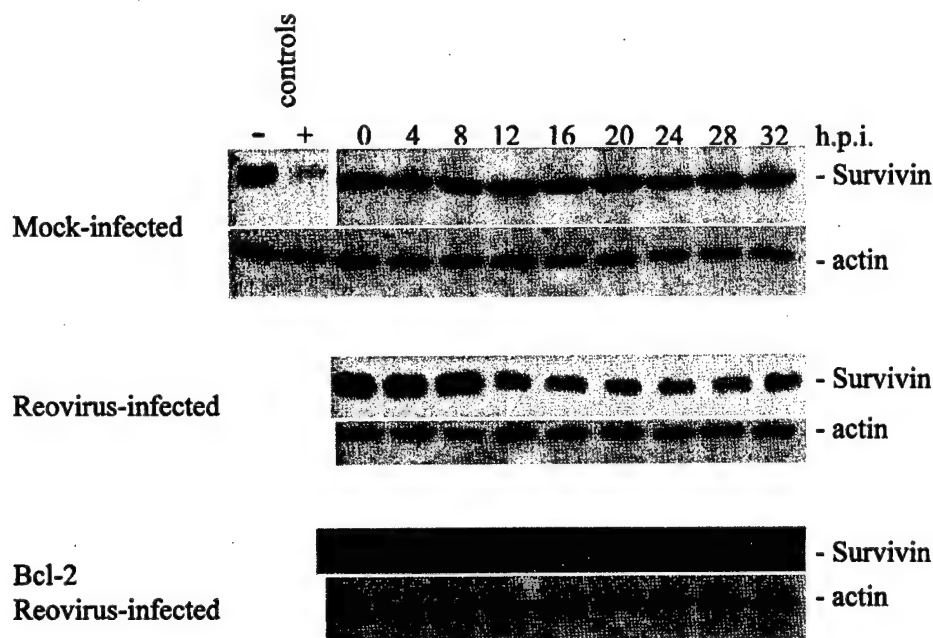 controls
- + 0 4 8 12 16 20 24 28 32 h.p.i.
- Survivin
Mock-infected
- actin
- Survivin
Reovirus-infected
- actin
- Survivin
Bcl-2
Reovirus-infected
- actin